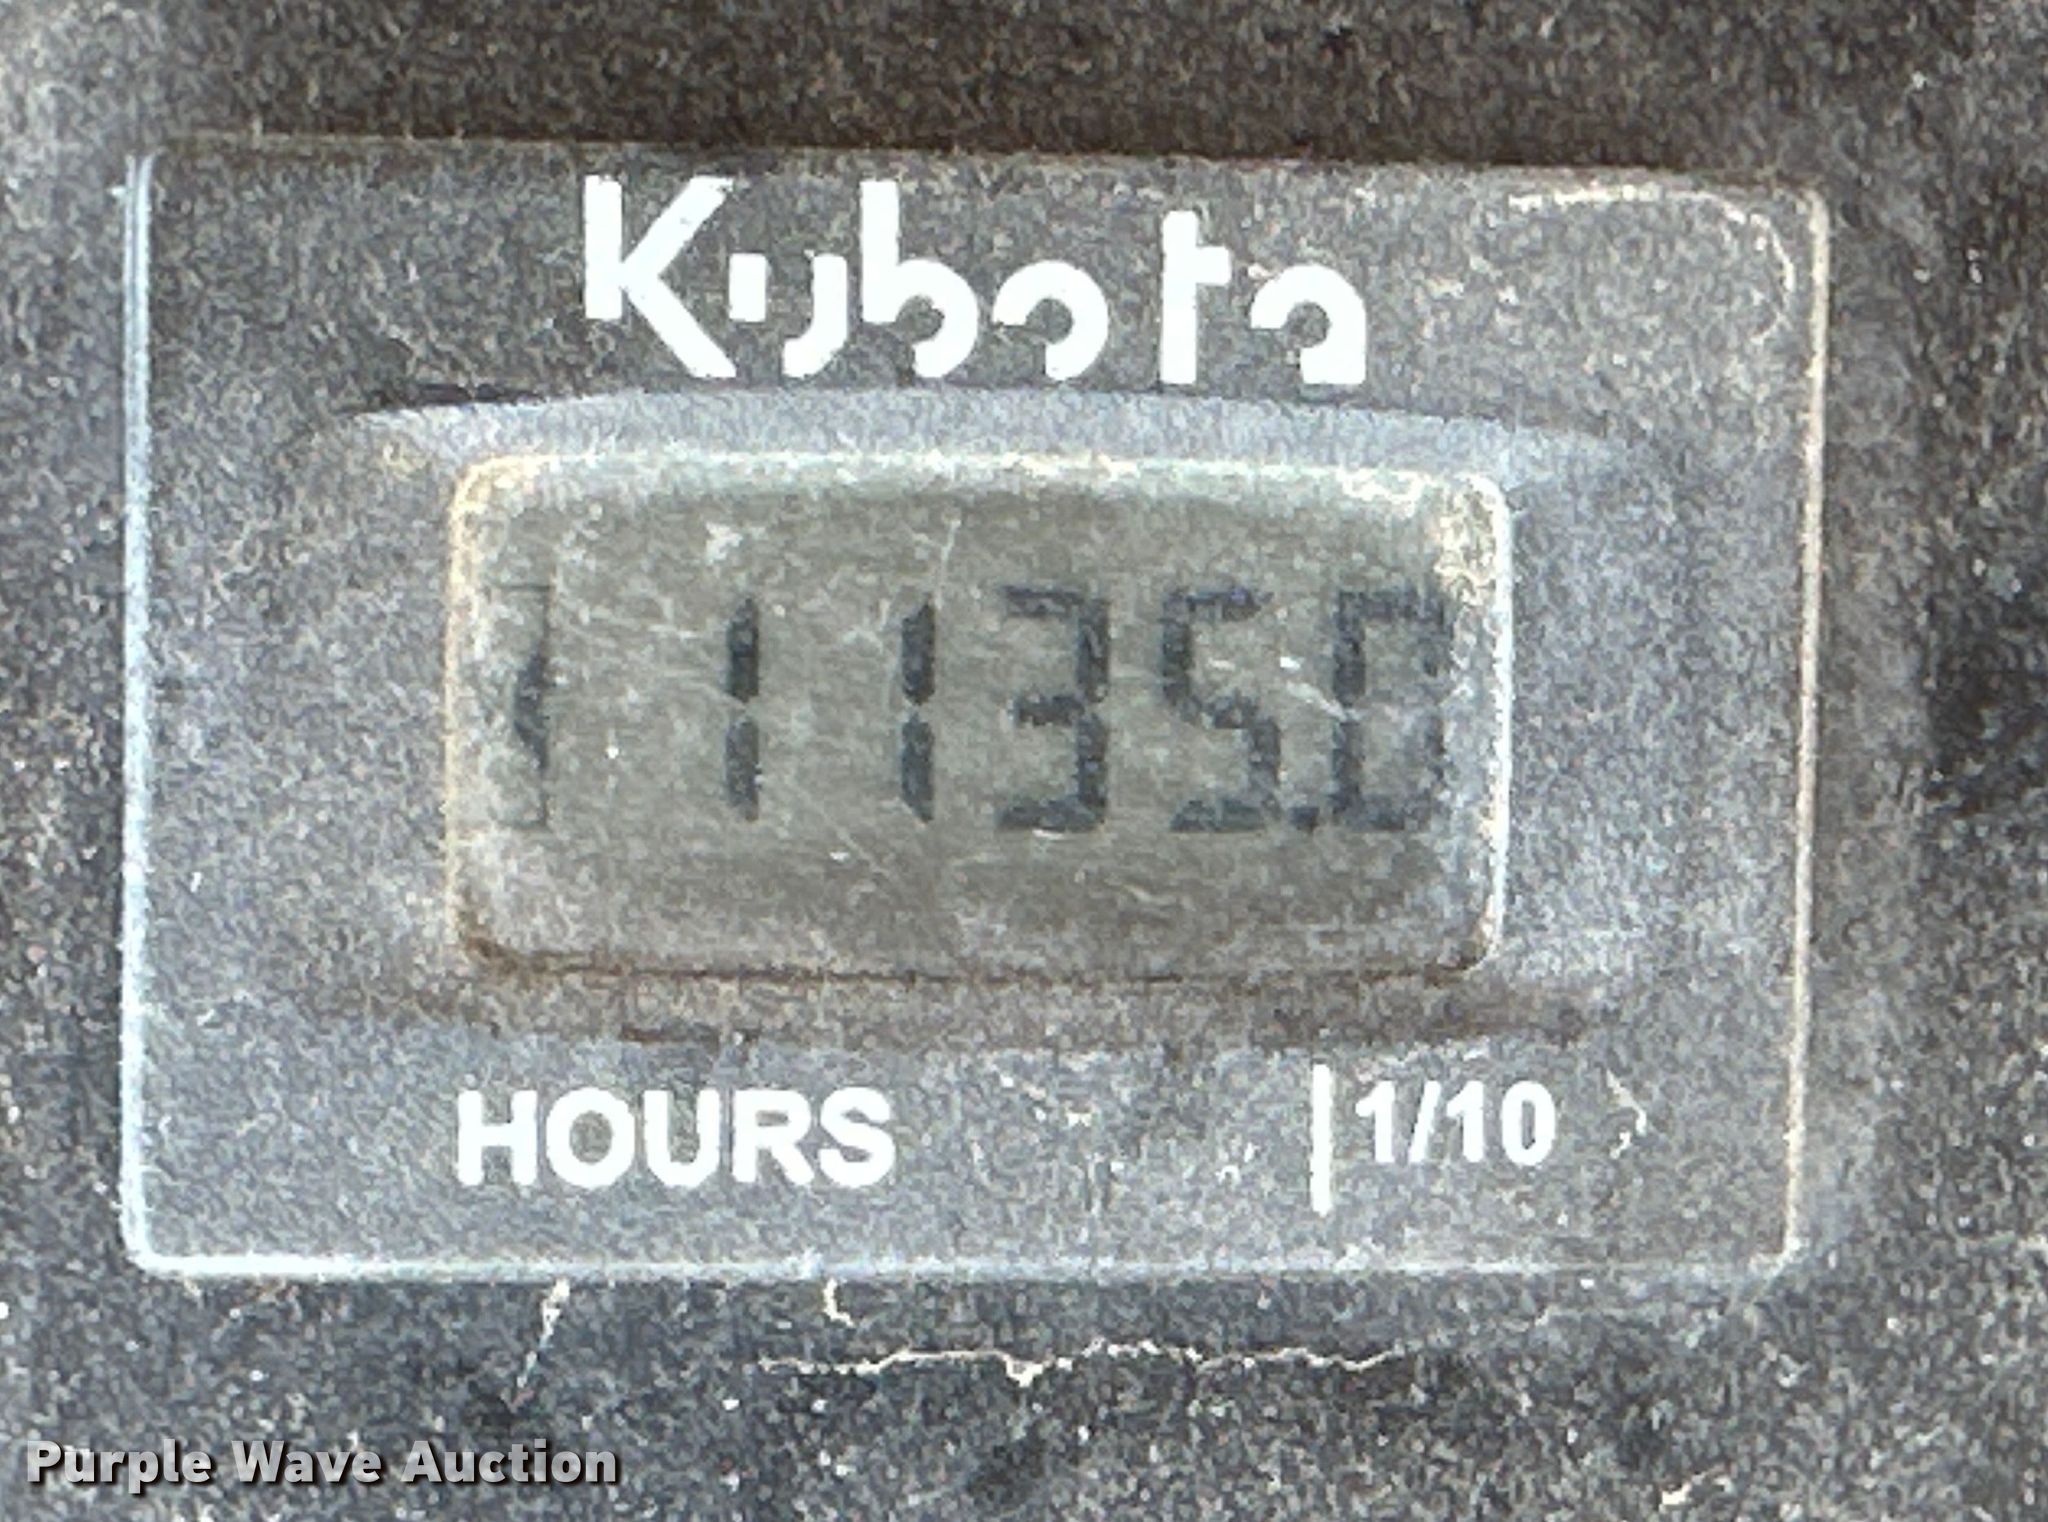 Kubota
1135.0
HOURS
1/10
Purple Wave Auction